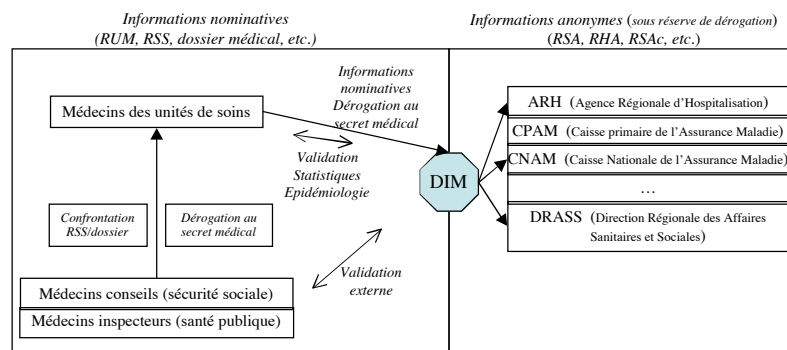 Informations nominatives
(RUM, RSS, dossier médical, etc.)
Informations anonymes (sous réserve de dérogation)
(RSA, RHA, RSAc, etc.)
Médecins des unités de soins
Informations
nominatives
Dérogation au
secret médical
Validation
Statistiques
Epidémiologie
Confrontation
RSS/dossier
Dérogation au
secret médical
Validation
externe
Médecins conseils (sécurité sociale)
Médecins inspecteurs (santé publique)
DIM
ARH (Agence Régionale d'Hospitalisation)
CPAM (Caisse primaire de l'Assurance Maladie)
CNAM (Caisse Nationale de l'Assurance Maladie)
…
DRASS (Direction Régionale des Affaires
Sanitaires et Sociales)